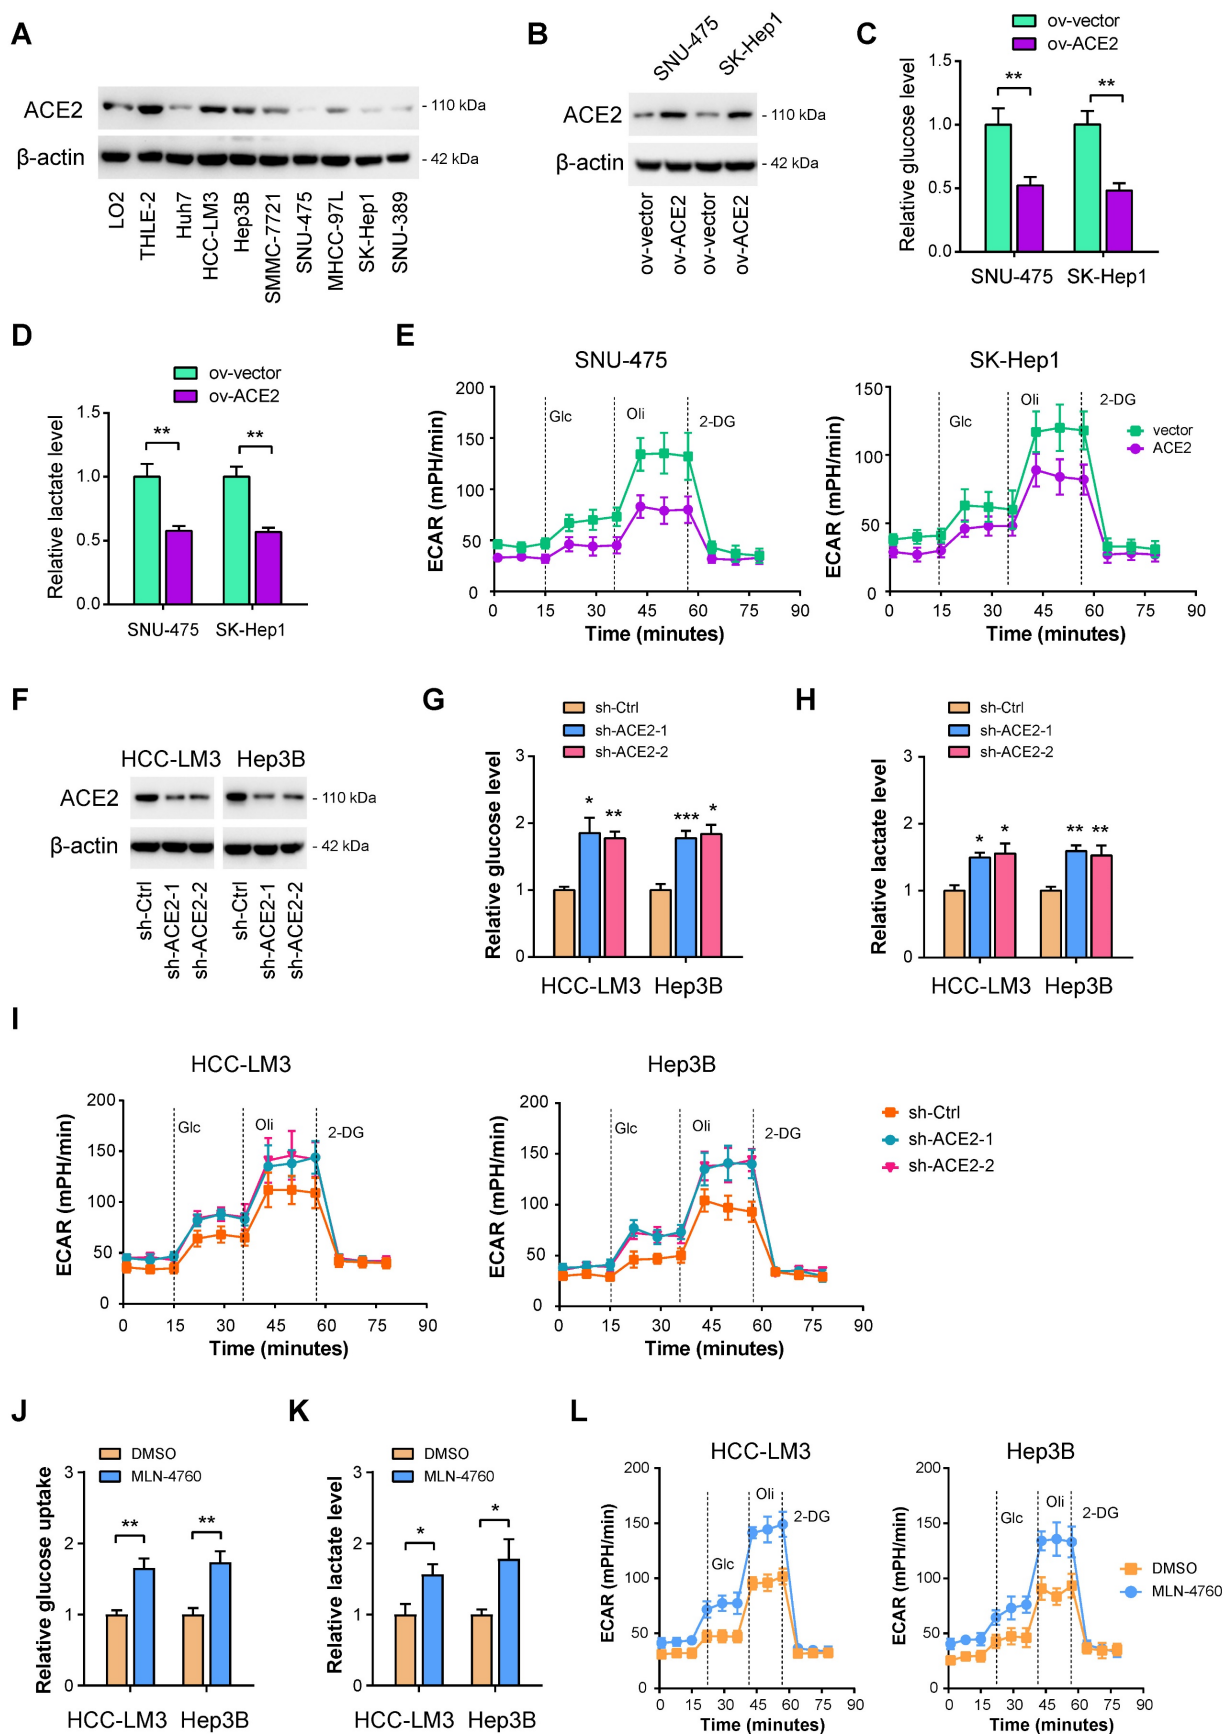 A
ACE2
- 110 kDa
β-actin
- 42 kDa
LO2
THLE-2
Huh7
HCC-LM3
Hep3B
SMMC-7721
SNU-475
MHCC-97L
SK-Hep1
SNU-389
B
SNU-475
SK-Hep1
ACE2
- 110 kDa
β-actin
- 42 kDa
ov-vector
ov-ACE2
ov-vector
ov-ACE2
C
ov-vector
ov-ACE2
Relative glucose level
1.5
1.0
0.5
0.0
**
**
SNU-475
SK-Hep1
D
ov-vector
ov-ACE2
Relative lactate level
1.5
1.0
0.5
0.0
**
**
SNU-475
SK-Hep1
E
SNU-475
ECAR (mPH/min)
200
150
100
50
0
Glc
Oli
2-DG
0 15 30 45 60 75 90
Time (minutes)
SK-Hep1
ECAR (mPH/min)
150
100
50
0
Glc
Oli
2-DG
0 15 30 45 60 75 90
Time (minutes)
vector
ACE2
F
HCC-LM3 Hep3B
ACE2
- 110 kDa
β-actin
- 42 kDa
sh-Ctrl
sh-ACE2-1
sh-ACE2-2
sh-Ctrl
sh-ACE2-1
sh-ACE2-2
G
sh-Ctrl
sh-ACE2-1
sh-ACE2-2
Relative glucose level
3
2
1
0
*
**
***
*
HCC-LM3 Hep3B
H
sh-Ctrl
sh-ACE2-1
sh-ACE2-2
Relative lactate level
3
2
1
0
*
*
**
**
HCC-LM3 Hep3B
I
HCC-LM3
ECAR (mPH/min)
200
150
100
50
0
Glc
Oli
2-DG
0 15 30 45 60 75 90
Time (minutes)
Hep3B
ECAR (mPH/min)
200
150
100
50
0
Glc
Oli
2-DG
0 15 30 45 60 75 90
Time (minutes)
sh-Ctrl
sh-ACE2-1
sh-ACE2-2
J
DMSO
MLN-4760
Relative glucose uptake
3
2
1
0
**
**
HCC-LM3 Hep3B
K
DMSO
MLN-4760
Relative lactate level
3
2
1
0
*
*
HCC-LM3 Hep3B
L
HCC-LM3
ECAR (mPH/min)
200
150
100
50
0
Glc
Oli
2-DG
0 15 30 45 60 75 90
Time (minutes)
Hep3B
ECAR (mPH/min)
200
150
100
50
0
Glc
Oli
2-DG
0 15 30 45 60 75 90
Time (minutes)
DMSO
MLN-4760